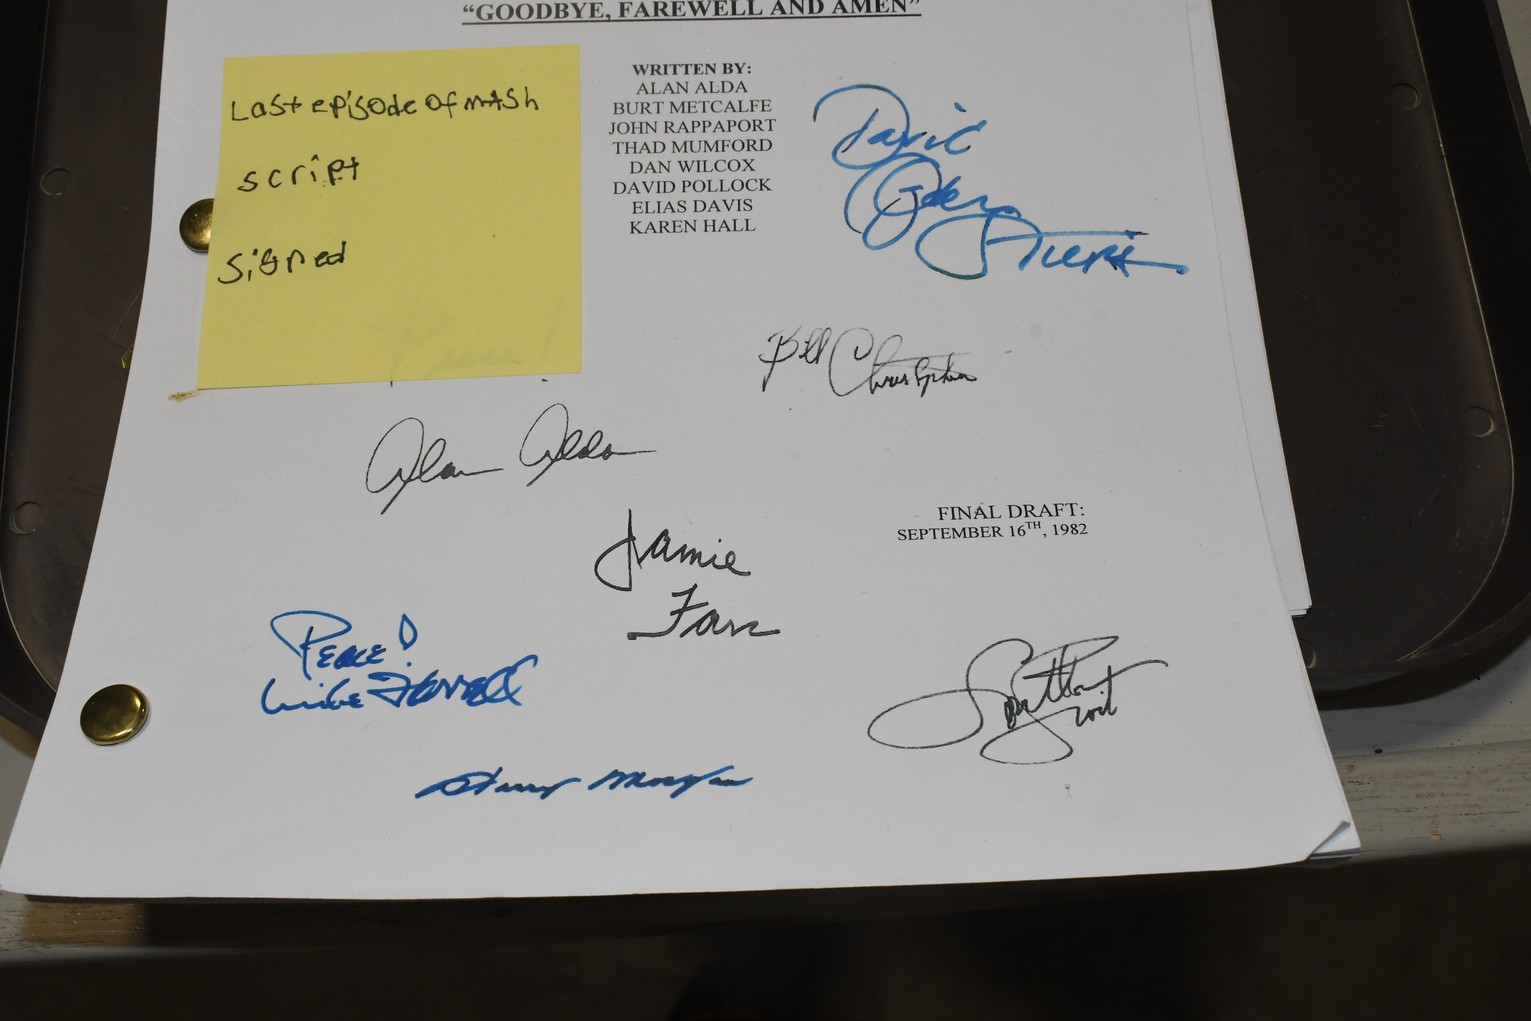 "GOODBYE, FAREWELL AND AMEN"
Last episode of mASh
script
signed
WRITTEN BY:
ALAN ALDA
BURT METCALFE
JOHN RAPPAPORT
THAD MUMFORD
DAN WILCOX
DAVID POLLOCK
ELIAS DAVIS
KAREN HALL
David
Ogden
Stiers
Bill Christopher
Alan Alda
FINAL DRAFT:
SEPTEMBER 16TH, 1982
Jamie
Farr
Peace!
Mike Farrell
Loretta
Swit
Harry Morgan